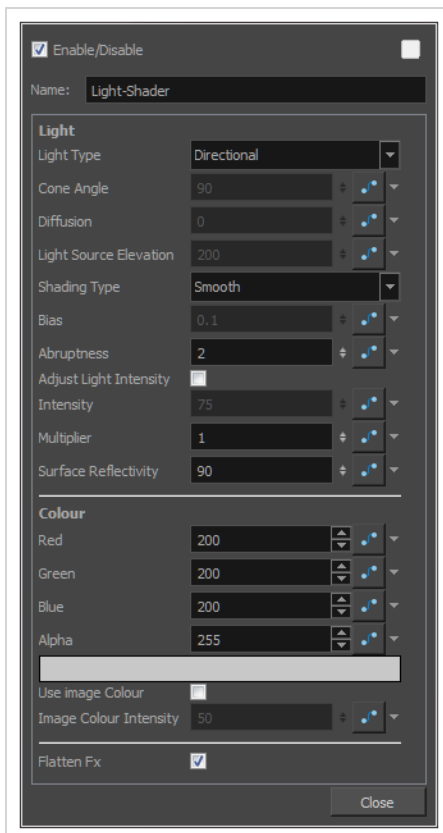 Enable/Disable
Name: Light-Shader
Light
Light Type Directional
Cone Angle 90
Diffusion 0
Light Source Elevation 200
Shading Type Smooth
Bias 0.1
Abruptness 2
Adjust Light Intensity
Intensity 75
Multiplier 1
Surface Reflectivity 90
Colour
Red 200
Green 200
Blue 200
Alpha 255
Use image Colour
Image Colour Intensity 50
Flatten Fx
Close